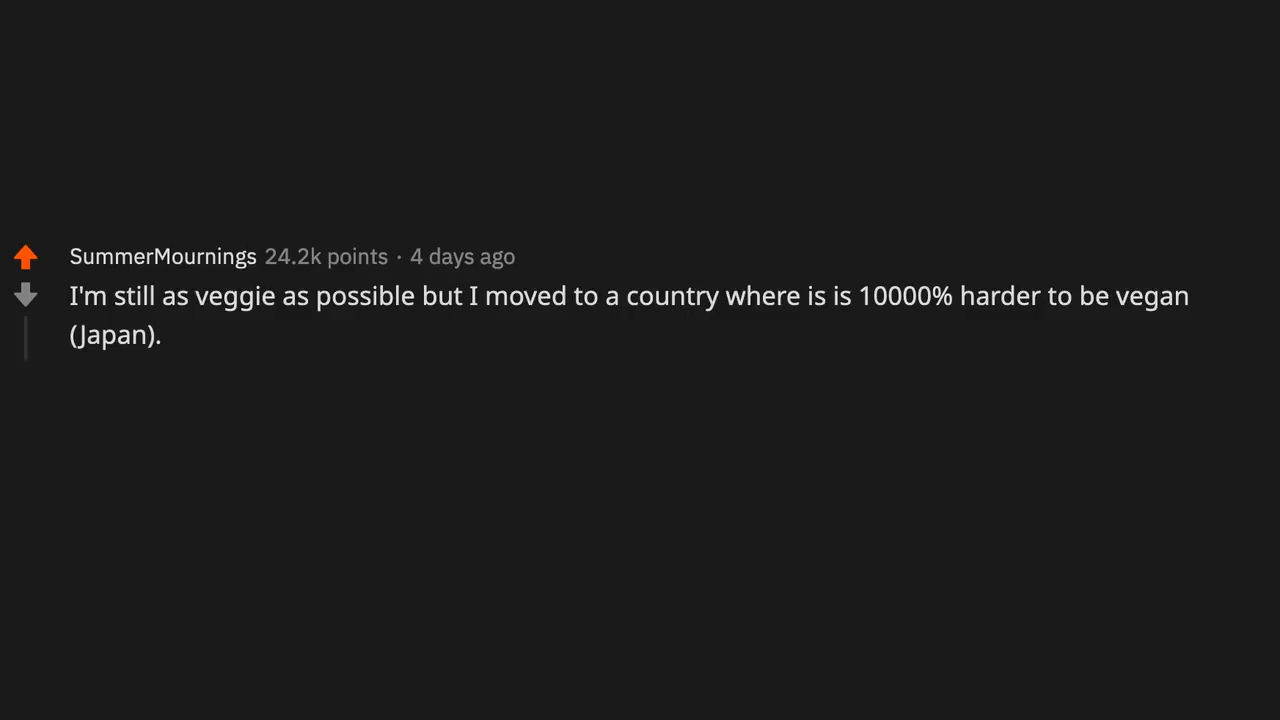 SummerMournings 24.2k points · 4 days ago
I'm still as veggie as possible but I moved to a country where is is 10000% harder to be vegan
(Japan).